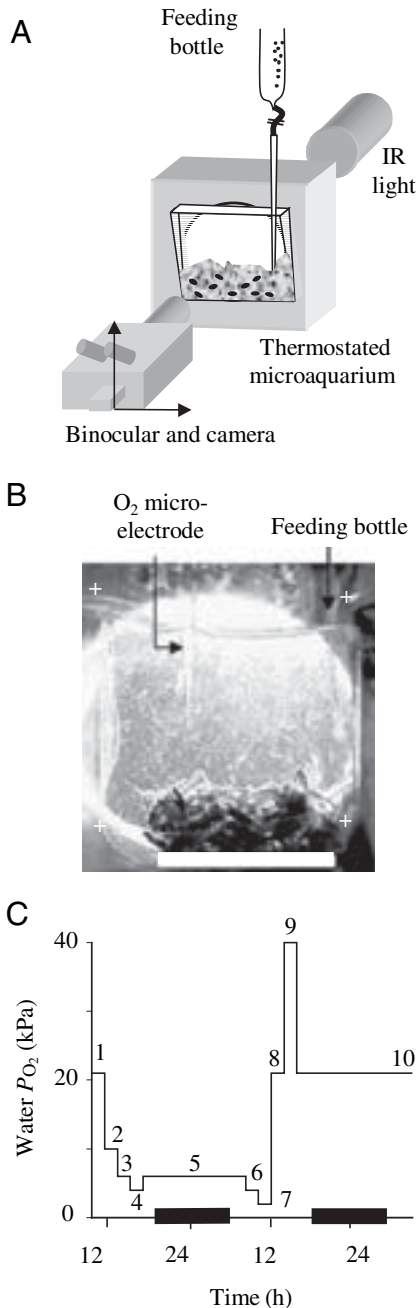 A
Feeding
bottle
IR
light
Thermostated
microaquarium
Binocular and camera
B
O2 micro-
electrode
Feeding bottle
C
Water PO2 (kPa)
40
20
0
1
2
3
4
5
6
7
8
9
10
12
24
12
24
Time (h)